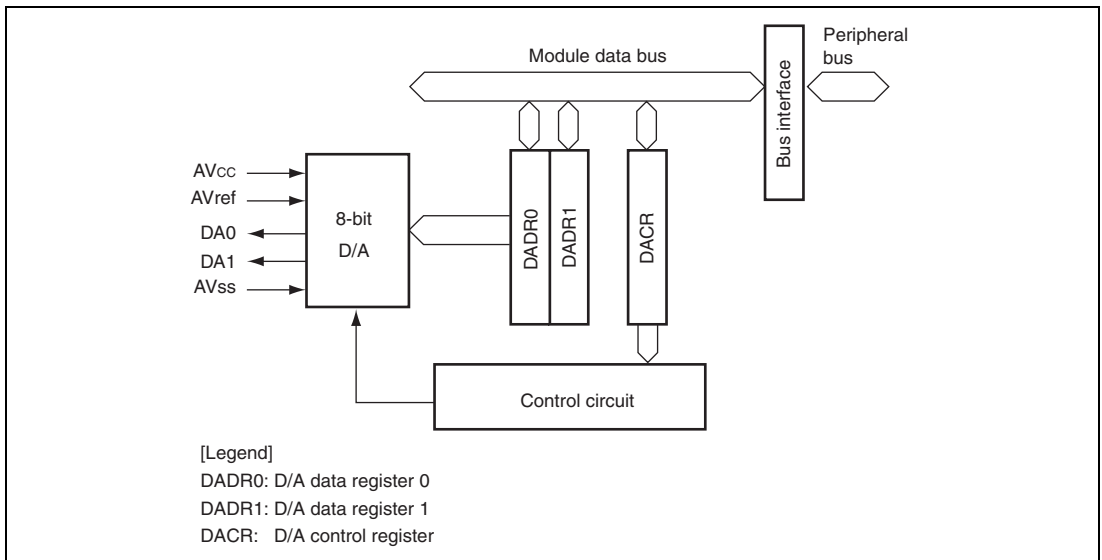 Module data bus
Peripheral
bus
Bus interface
AVCC
AVref
DA0
DA1
AVss
8-bit
D/A
DADR0
DADR1
DACR
Control circuit
[Legend]
DADR0: D/A data register 0
DADR1: D/A data register 1
DACR: D/A control register